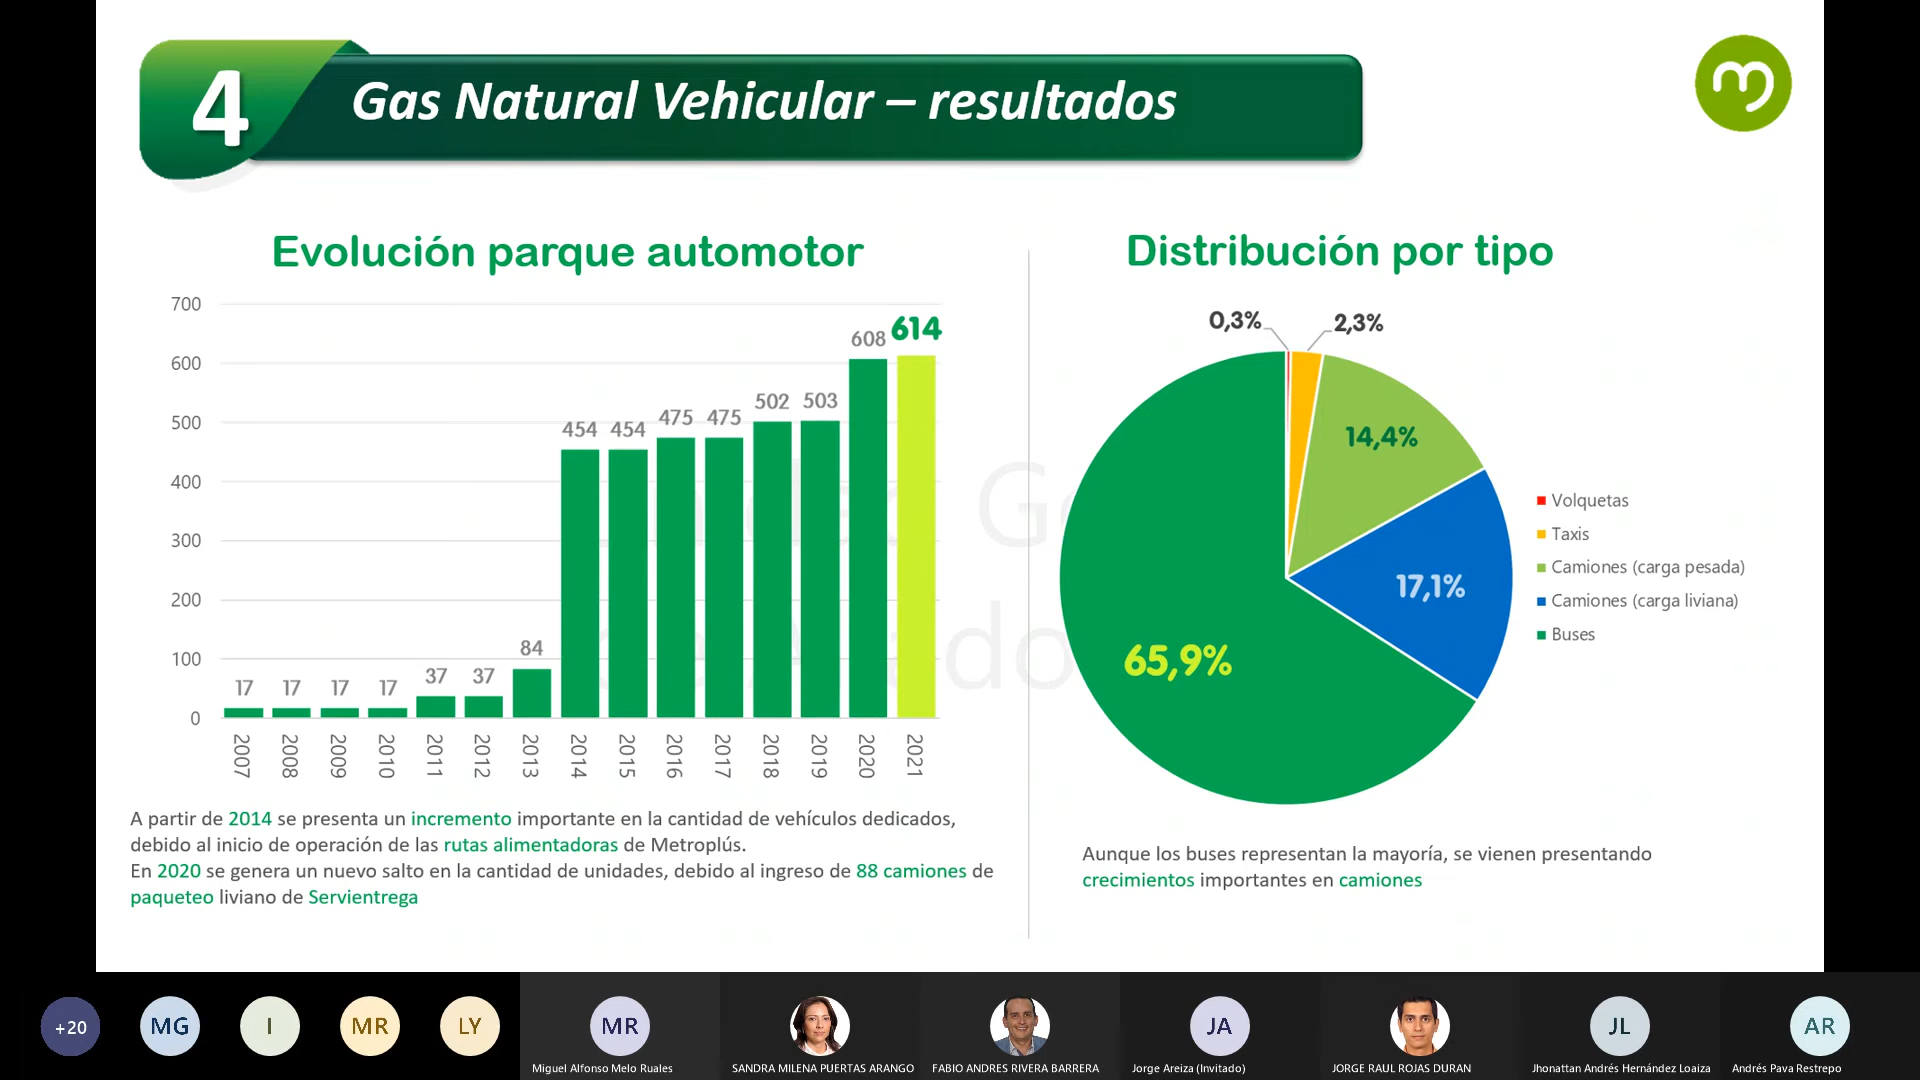 4
Gas Natural Vehicular – resultados
Evolución parque automotor
700
600
500
400
300
200
100
0
17
17
17
17
37
37
84
454
454
475
475
502
503
608
614
2007
2008
2009
2010
2011
2012
2013
2014
2015
2016
2017
2018
2019
2020
2021
A partir de 2014 se presenta un incremento importante en la cantidad de vehículos dedicados,
debido al inicio de operación de las rutas alimentadoras de Metroplús.
En 2020 se genera un nuevo salto en la cantidad de unidades, debido al ingreso de 88 camiones de
paqueteo liviano de Servientrega
Distribución por tipo
0,3%
2,3%
14,4%
17,1%
65,9%
Volquetas
Taxis
Camiones (carga pesada)
Camiones (carga liviana)
Buses
Aunque los buses representan la mayoría, se vienen presentando
crecimientos importantes en camiones
+20
MG
I
MR
LY
MR
JA
JL
AR
Miguel Alfonso Melo Ruales
SANDRA MILENA PUERTAS ARANGO
FABIO ANDRES RIVERA BARRERA
Jorge Areiza (Invitado)
JORGE RAUL ROJAS DURAN
Jhonattan Andrés Hernández Loaiza
Andrés Pava Restrepo